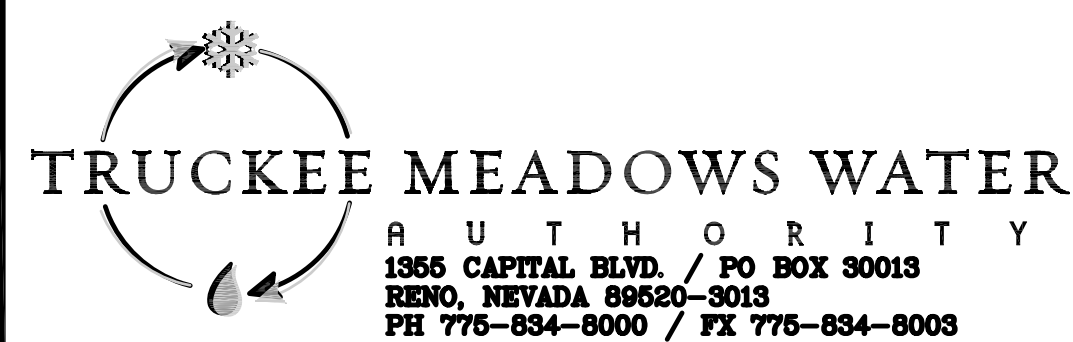 TRUCKEE MEADOWS WATER
AUTHORITY
1355 CAPITAL BLVD. / PO BOX 30013
RENO, NEVADA 89520-3013
PH 775-834-8000 / FX 775-834-8003